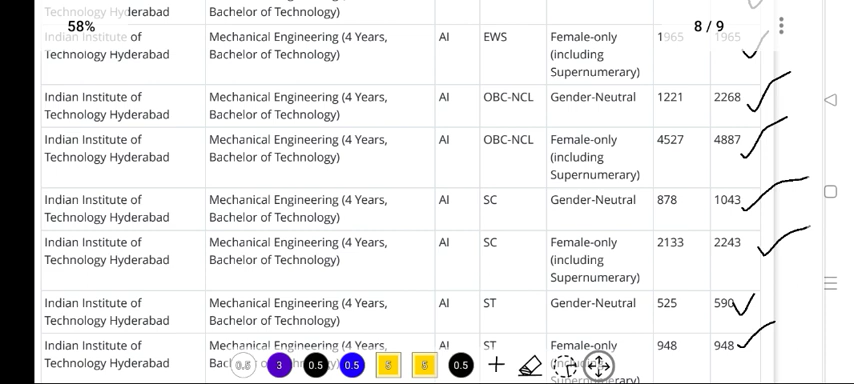 Technology Hyderabad Bachelor of Technology)
58% 8 / 9
Indian Institute of Mechanical Engineering (4 Years, AI EWS Female-only 1965 1965
Technology Hyderabad Bachelor of Technology) (including
Supernumerary)
Indian Institute of Mechanical Engineering (4 Years, AI OBC-NCL Gender-Neutral 1221 2268
Technology Hyderabad Bachelor of Technology)
Indian Institute of Mechanical Engineering (4 Years, AI OBC-NCL Female-only 4527 4887
Technology Hyderabad Bachelor of Technology) (including
Supernumerary)
Indian Institute of Mechanical Engineering (4 Years, AI SC Gender-Neutral 878 1043
Technology Hyderabad Bachelor of Technology)
Indian Institute of Mechanical Engineering (4 Years, AI SC Female-only 2133 2243
Technology Hyderabad Bachelor of Technology) (including
Supernumerary)
Indian Institute of Mechanical Engineering (4 Years, AI ST Gender-Neutral 525 590
Technology Hyderabad Bachelor of Technology)
Indian Institute of Mechanical Engineering (4 Years, AI ST Female-only 948 948
Technology Hyderabad (including
0.5 3 0.5 0.5 5 5 0.5
Supernumerary)